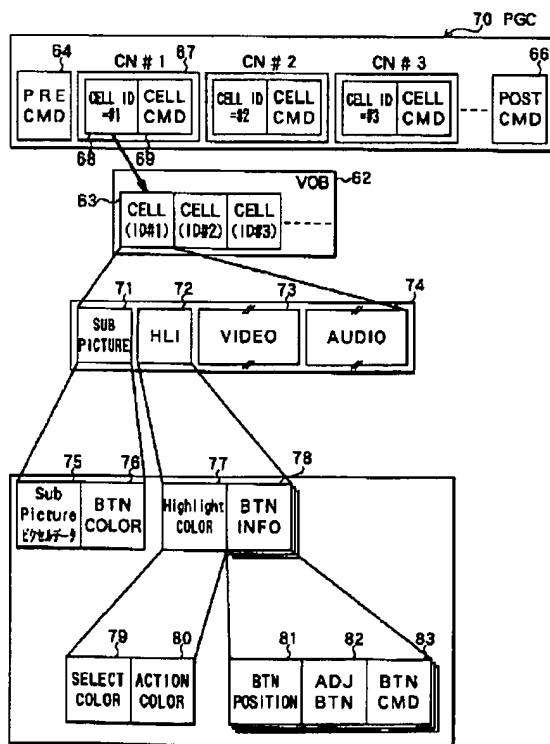 70 PGC
64
CN # 1
67
CN # 2
CN # 3
66
PRE
CMD
CELL ID
=#1
CELL
CMD
CELL ID
=#2
CELL
CMD
CELL ID
=#3
CELL
CMD
POST
CMD
68
69
VOB
62
63
CELL
(ID#1)
CELL
(ID#2)
CELL
(ID#3)
71
72
73
74
SUB
PICTURE
HLI
VIDEO
AUDIO
75
76
77
78
Sub
Picture
ピクセルデータ
BTN
COLOR
Highlight
COLOR
BTN
INFO
79
80
81
82
83
SELECT
COLOR
ACTION
COLOR
BTN
POSITION
ADJ
BTN
BTN
CMD